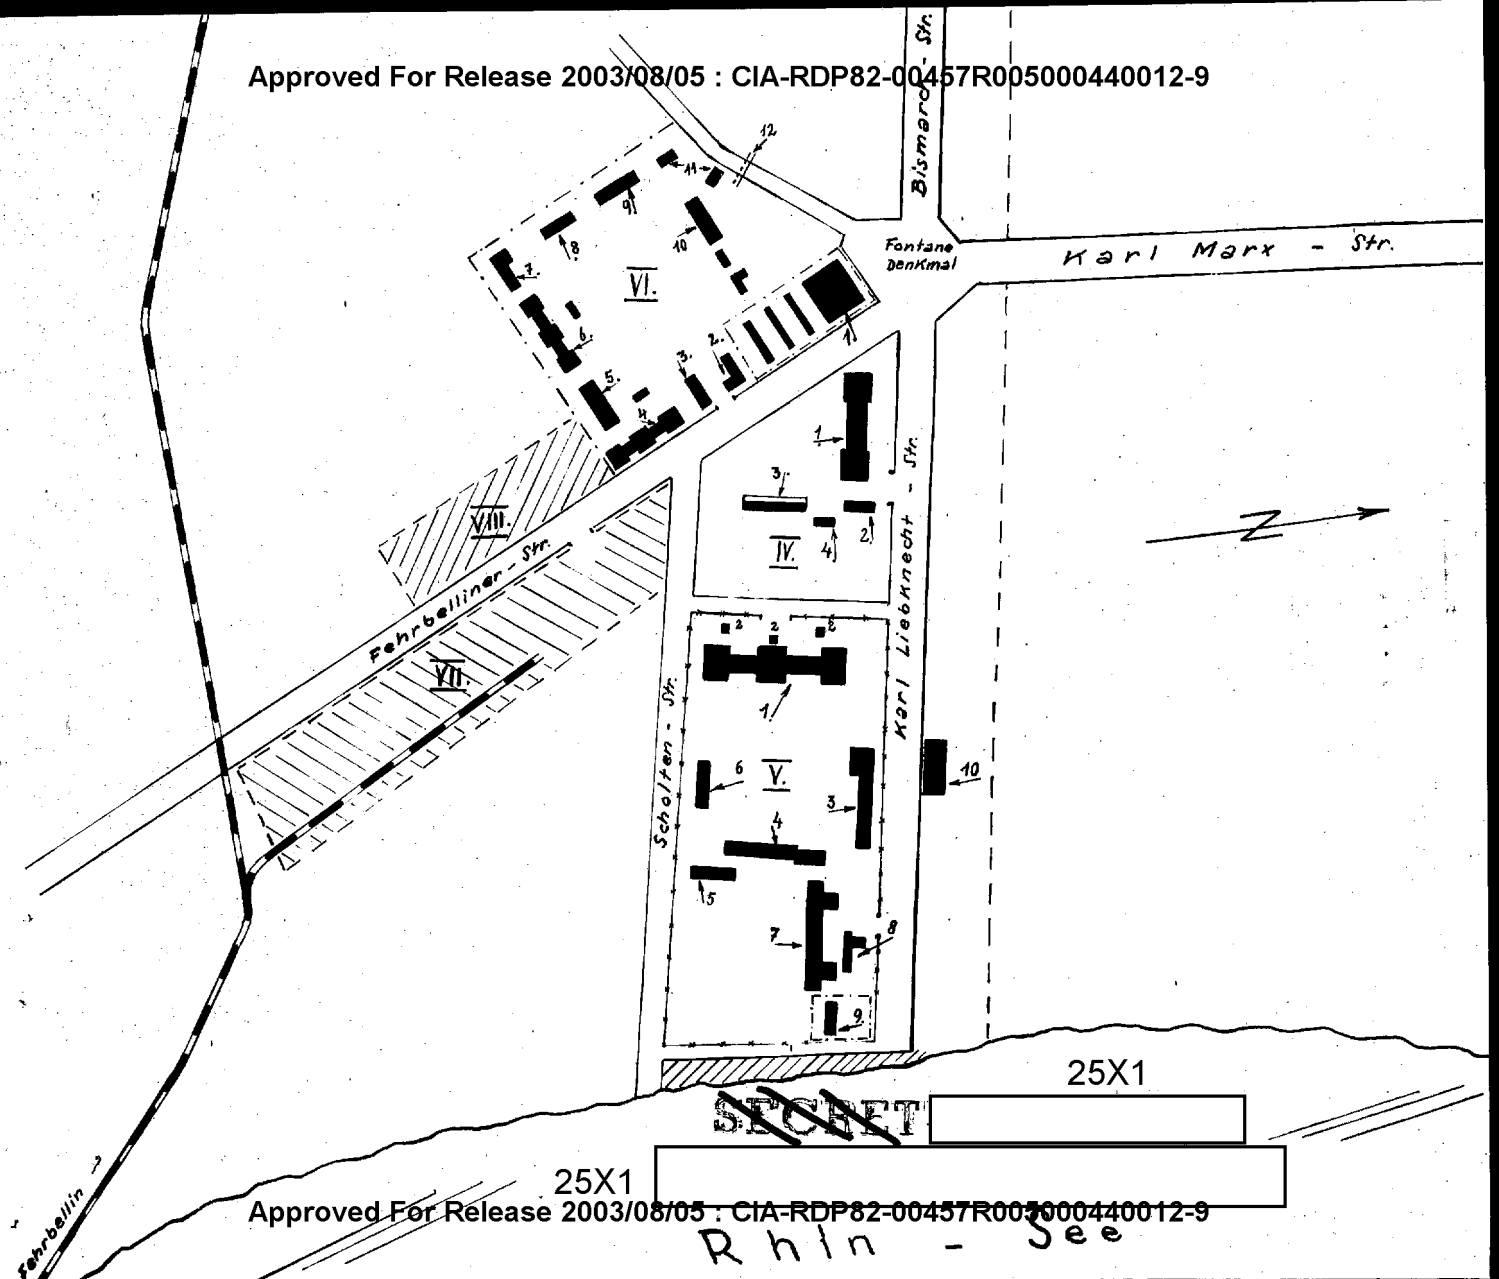 Approved For Release 2003/08/05 : CIA-RDP82-00457R005000440012-9
Bismarck - Str.
12
11
9
8
10
7.
VI.
Fontane
Denkmal
Karl Marx - Str.
6.
5.
4
3.
2.
1
1
3
2
4
IV.
VIII.
Fehrbelliner - Str.
VII.
Karl Liebknecht - Str.
Z
2
2
2
1.
Scholten - Str.
6
V.
3
10
4
5
7
8
9.
25X1
SECRET
25X1
Approved For Release 2003/08/05 : CIA-RDP82-00457R005000440012-9
Fehrbellin
Rhin - See